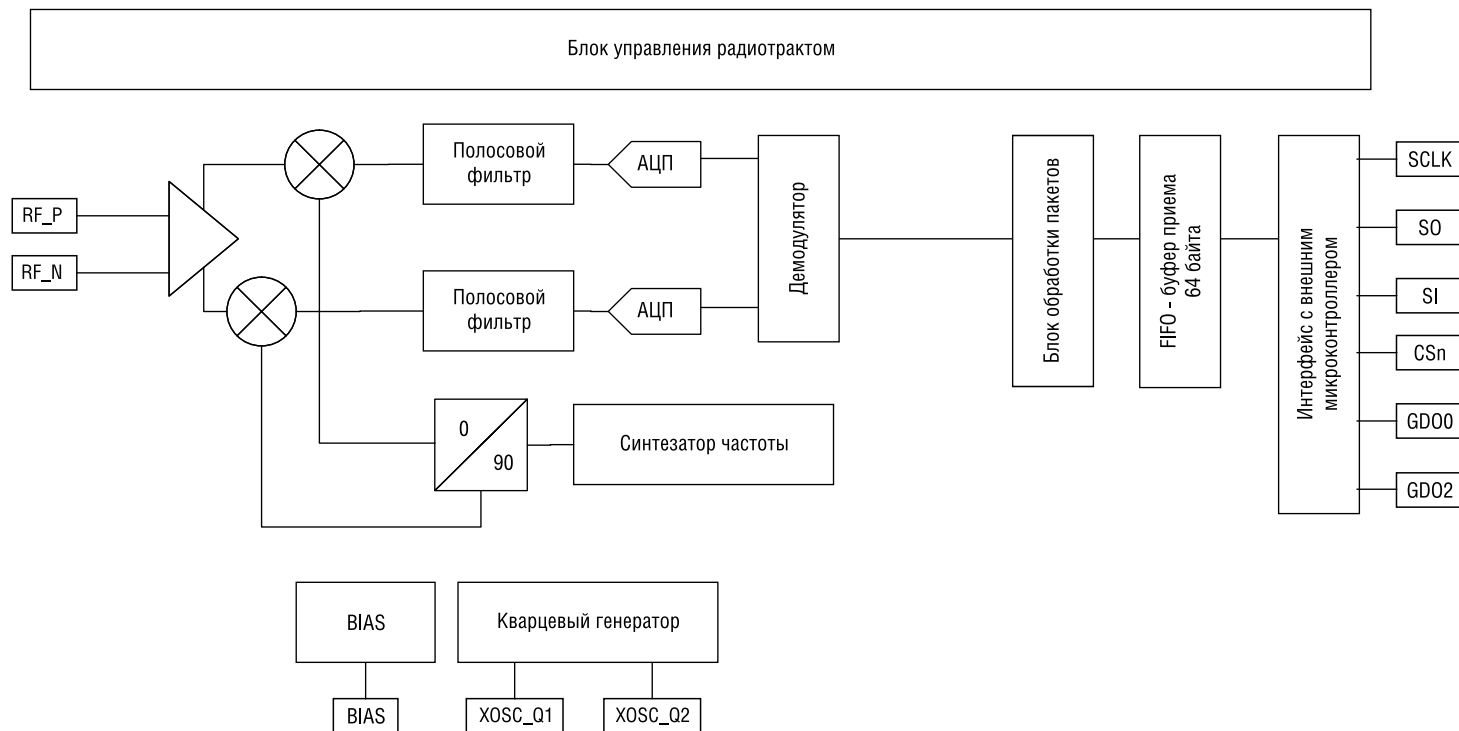 Блок управления радиотрактом
Полосовой
фильтр
АЦП
RF_P
RF_N
Полосовой
фильтр
АЦП
Демодулятор
Блок обработки пакетов
FIFO - буфер приема
64 байта
Интерфейс с внешним
микроконтроллером
SCLK
SO
SI
CSn
GDO0
GDO2
0
90
Синтезатор частоты
BIAS
Кварцевый генератор
BIAS
XOSC_Q1
XOSC_Q2